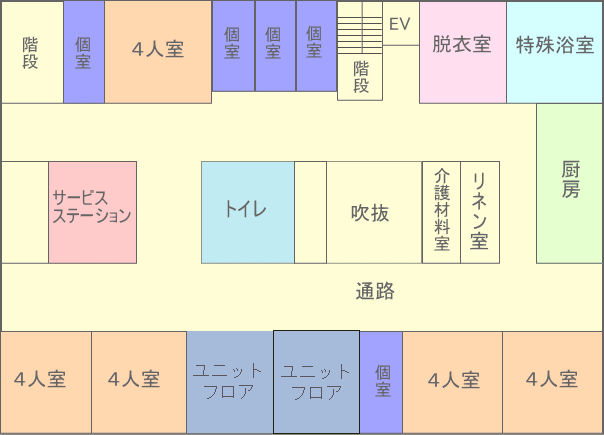 階段
個室
4人室
個室
個室
個室
階段
EV
脱衣室
特殊浴室
サービス
ステーション
トイレ
吹抜
介護材料室
リネン室
厨房
通路
4人室
4人室
ユニット
フロア
ユニット
フロア
個室
4人室
4人室